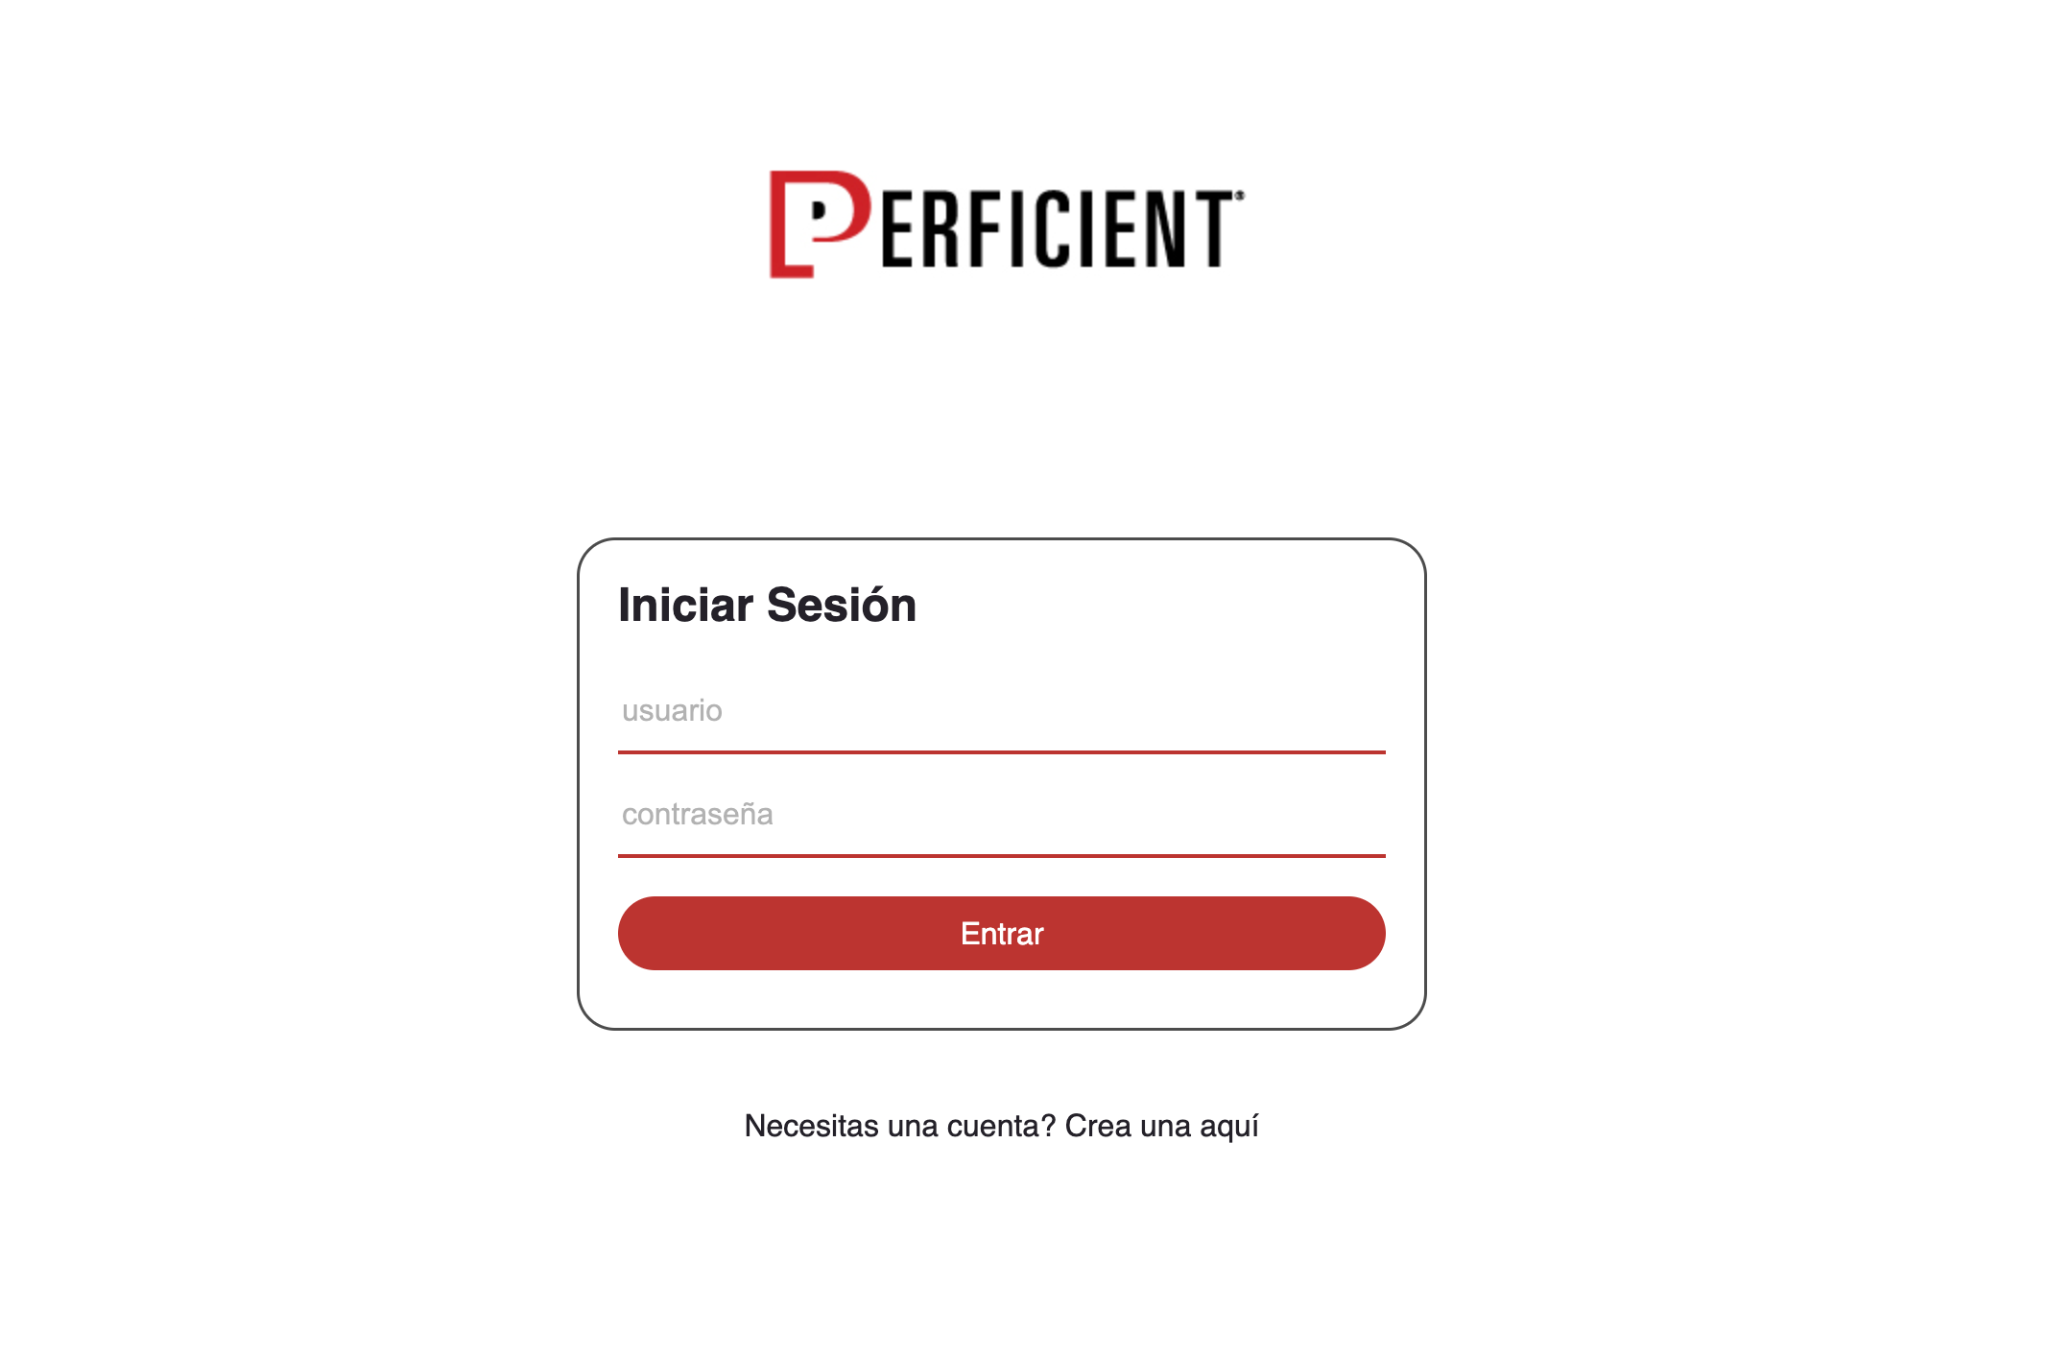 PERFICIENT®
Iniciar Sesión
usuario
contraseña
Entrar
Necesitas una cuenta? Crea una aquí